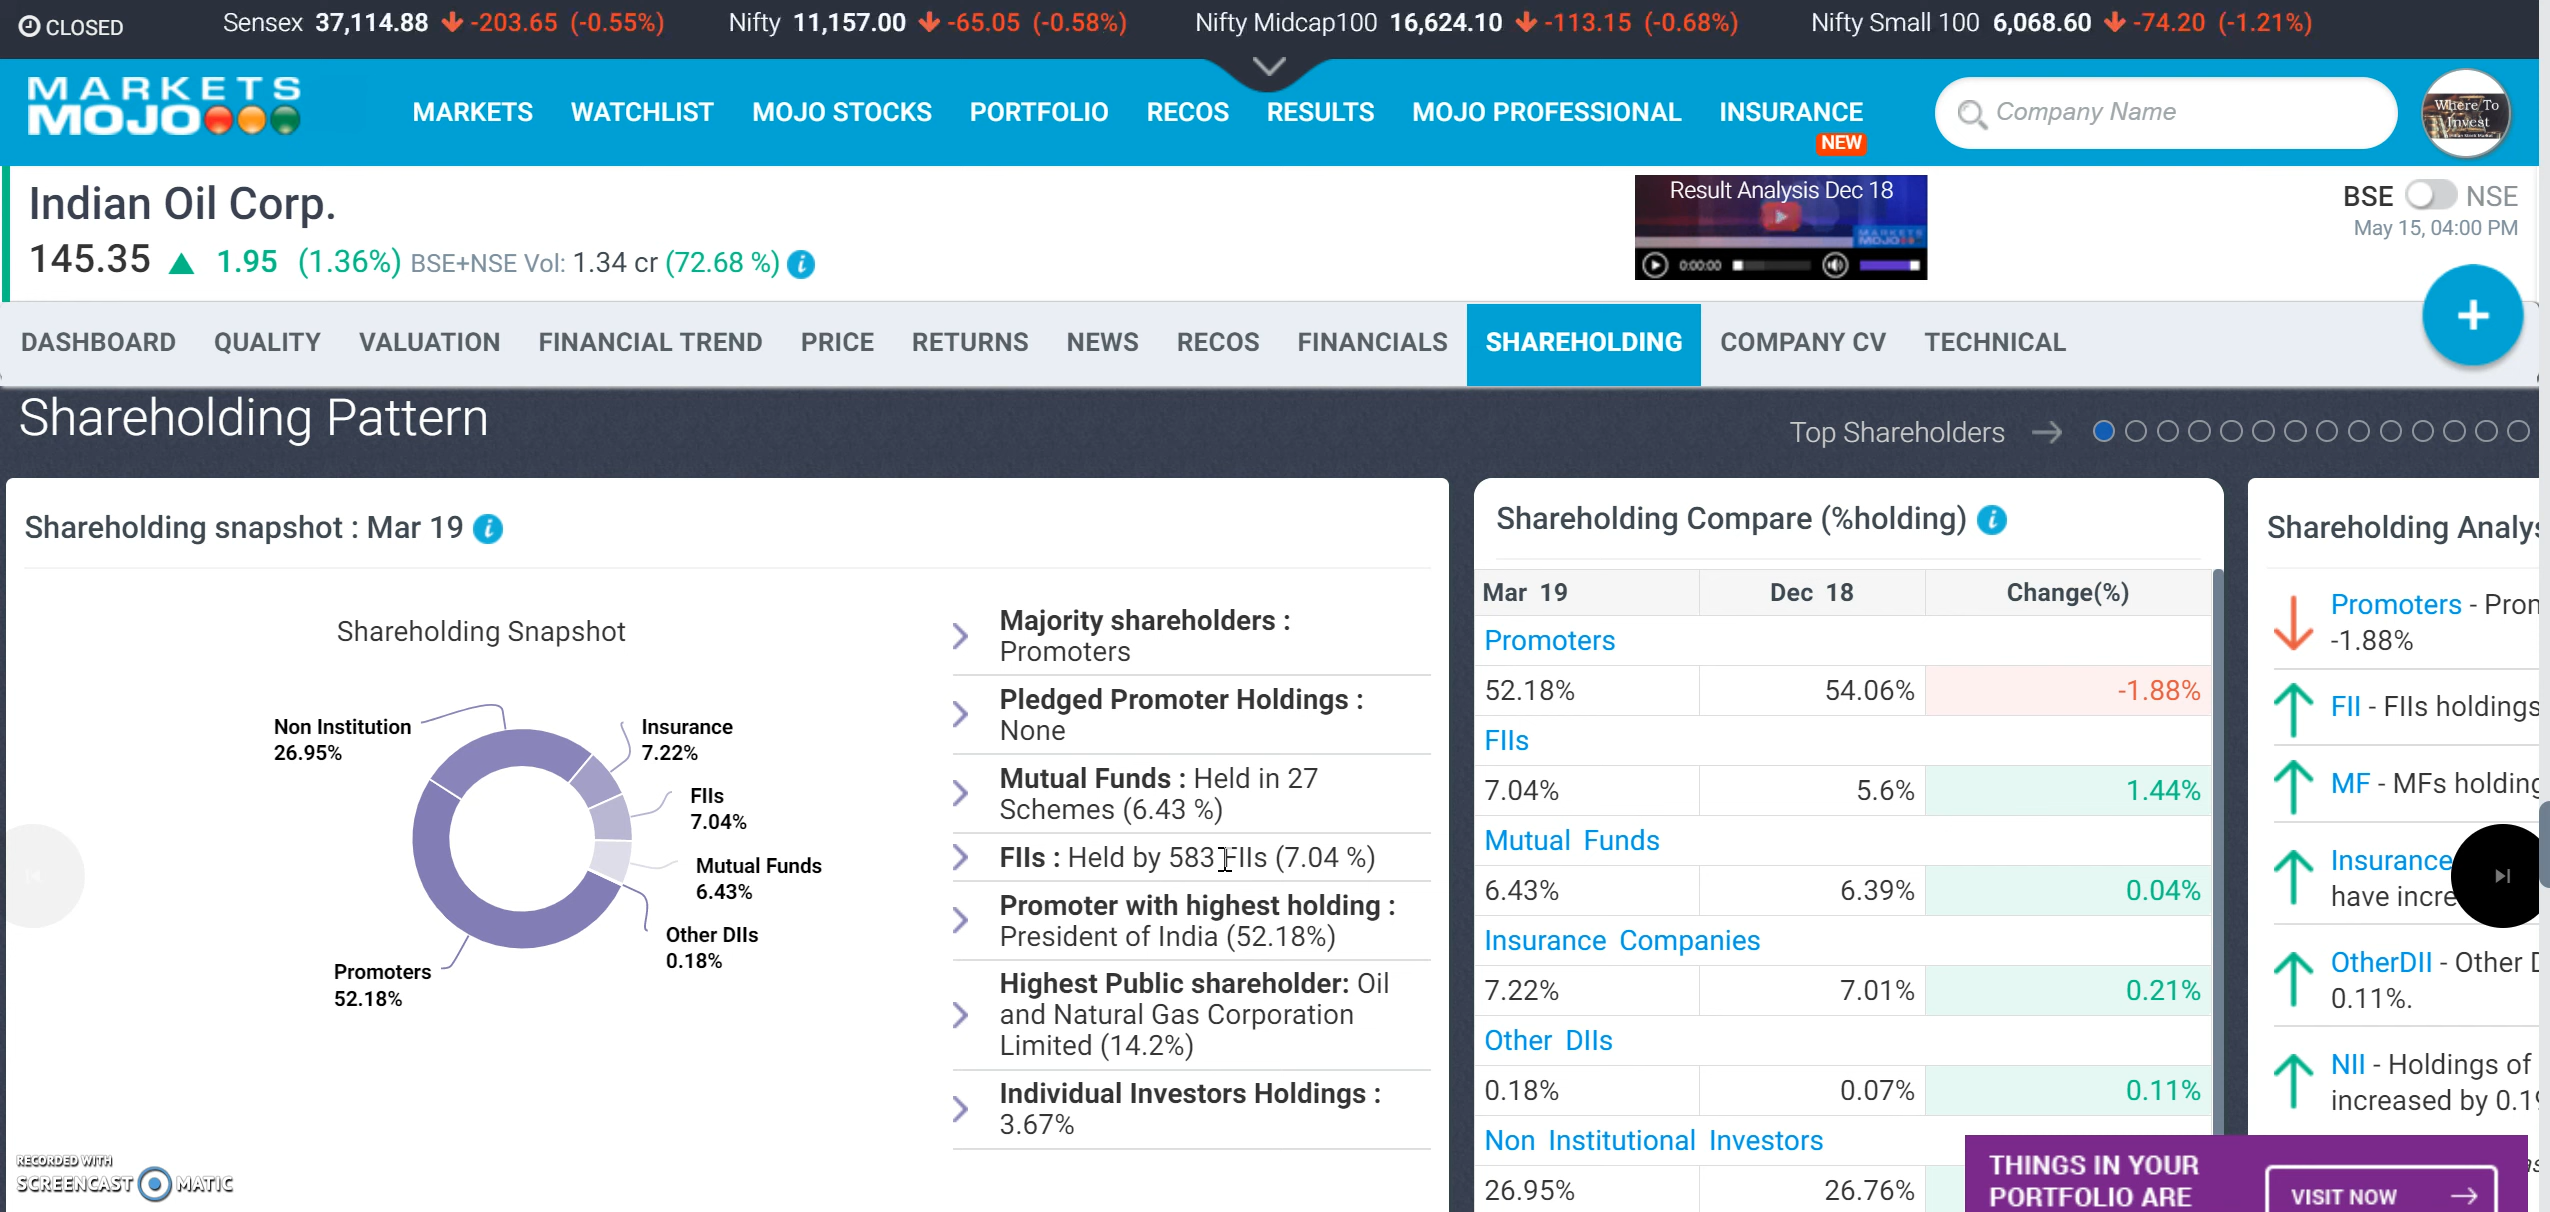 CLOSED Sensex 37,114.88 -203.65 (-0.55%) Nifty 11,157.00 -65.05 (-0.58%) Nifty Midcap100 16,624.10 -113.15 (-0.68%) Nifty Small 100 6,068.60 -74.20 (-1.21%)
MARKETS
MOJO
MARKETS WATCHLIST MOJO STOCKS PORTFOLIO RECOS RESULTS MOJO PROFESSIONAL INSURANCE
NEW
Company Name
Where To
Invest
Indian Oil Corp.
145.35 1.95 (1.36%) BSE+NSE Vol: 1.34 cr (72.68 %)
Result Analysis Dec 18
MARKETS
MOJO
0:00:00
BSE NSE
May 15, 04:00 PM
DASHBOARD QUALITY VALUATION FINANCIAL TREND PRICE RETURNS NEWS RECOS FINANCIALS SHAREHOLDING COMPANY CV TECHNICAL
Shareholding Pattern
Top Shareholders
Shareholding snapshot : Mar 19
Shareholding Snapshot
Non Institution
26.95%
Insurance
7.22%
FIIs
7.04%
Mutual Funds
6.43%
Other DIIs
0.18%
Promoters
52.18%
Majority shareholders :
Promoters
Pledged Promoter Holdings :
None
Mutual Funds : Held in 27
Schemes (6.43 %)
FIIs : Held by 583 FIIs (7.04 %)
Promoter with highest holding :
President of India (52.18%)
Highest Public shareholder: Oil
and Natural Gas Corporation
Limited (14.2%)
Individual Investors Holdings :
3.67%
Shareholding Compare (%holding)
Mar 19 Dec 18 Change(%)
Promoters
52.18% 54.06% -1.88%
FIIs
7.04% 5.6% 1.44%
Mutual Funds
6.43% 6.39% 0.04%
Insurance Companies
7.22% 7.01% 0.21%
Other DIIs
0.18% 0.07% 0.11%
Non Institutional Investors
26.95% 26.76%
Shareholding
Promoters -
-1.88%
FII - FIIs holdings
MF - MFs holding
Insurance
have
OtherDII - Other
0.11%.
NII - Holdings of
increased by
THINGS IN YOUR
PORTFOLIO ARE
VISIT NOW
RECORDED WITH
SCREENCAST MATIC